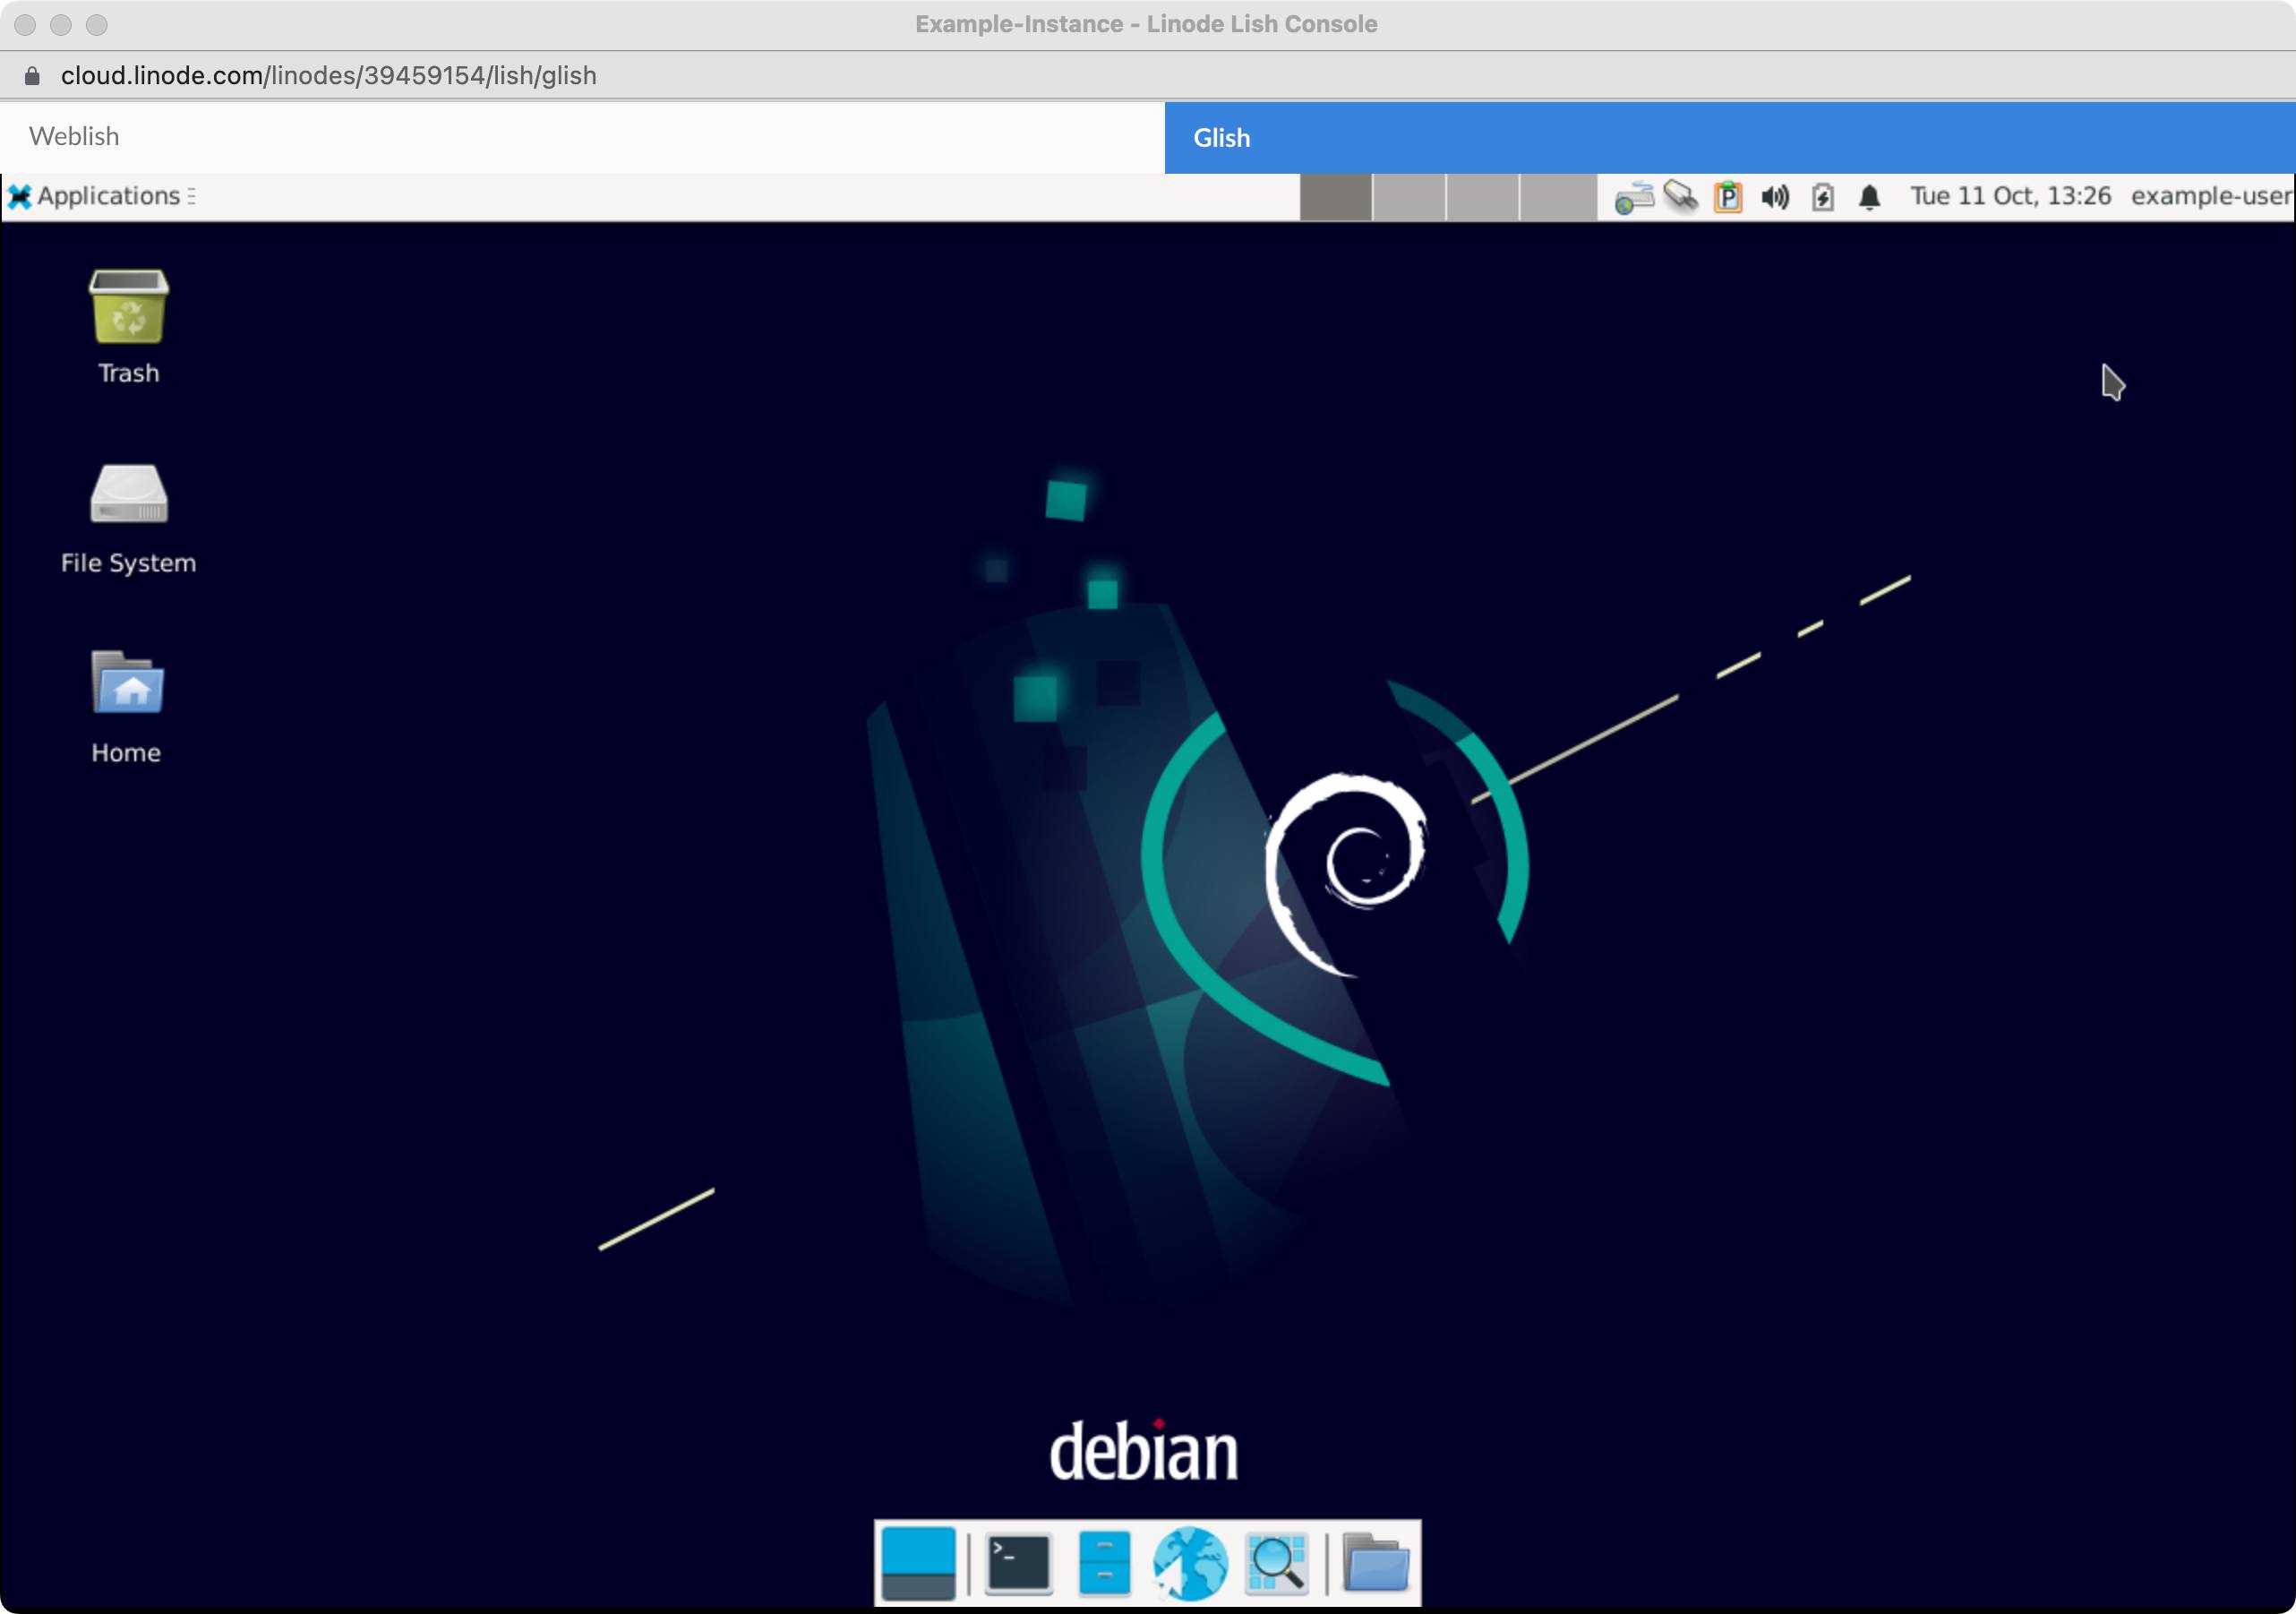 Example-Instance - Linode Lish Console
cloud.linode.com/linodes/39459154/lish/glish
Weblish
Glish
Applications
P
Tue 11 Oct, 13:26
example-user
Trash
File System
Home
debian
>_